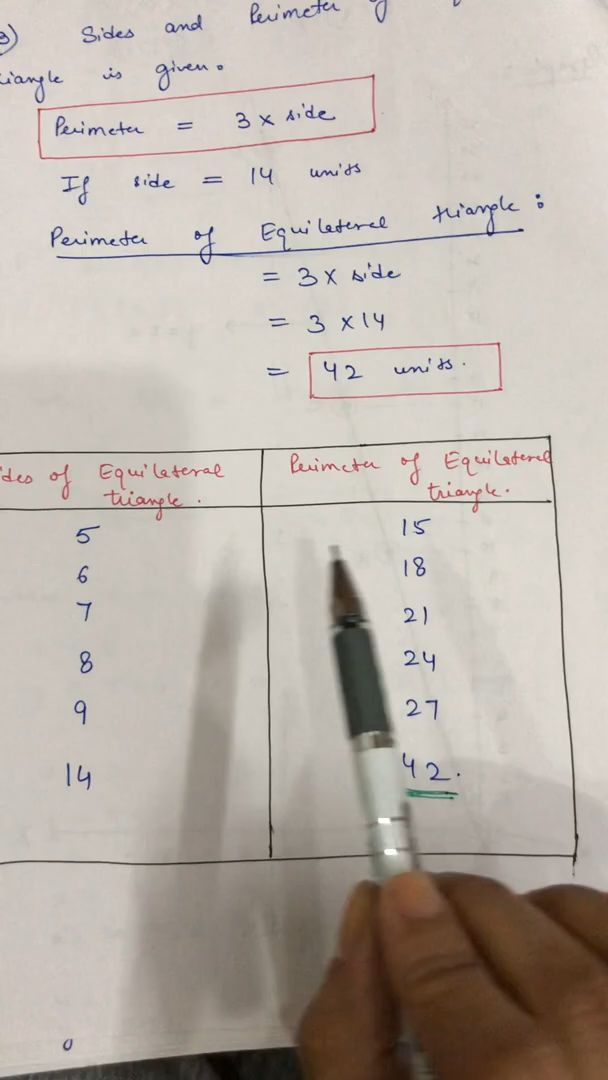 Sides and Perimeter
is given.
Perimeter = 3 x side
If side = 14 units
Perimeter of Equilateral triangle :
= 3 x side
= 3 x 14
= 42 units.
of Equilateral triangle. Perimeter of Equilateral triangle.
5 15
6 18
7 21
8 24
9 27
14 42.